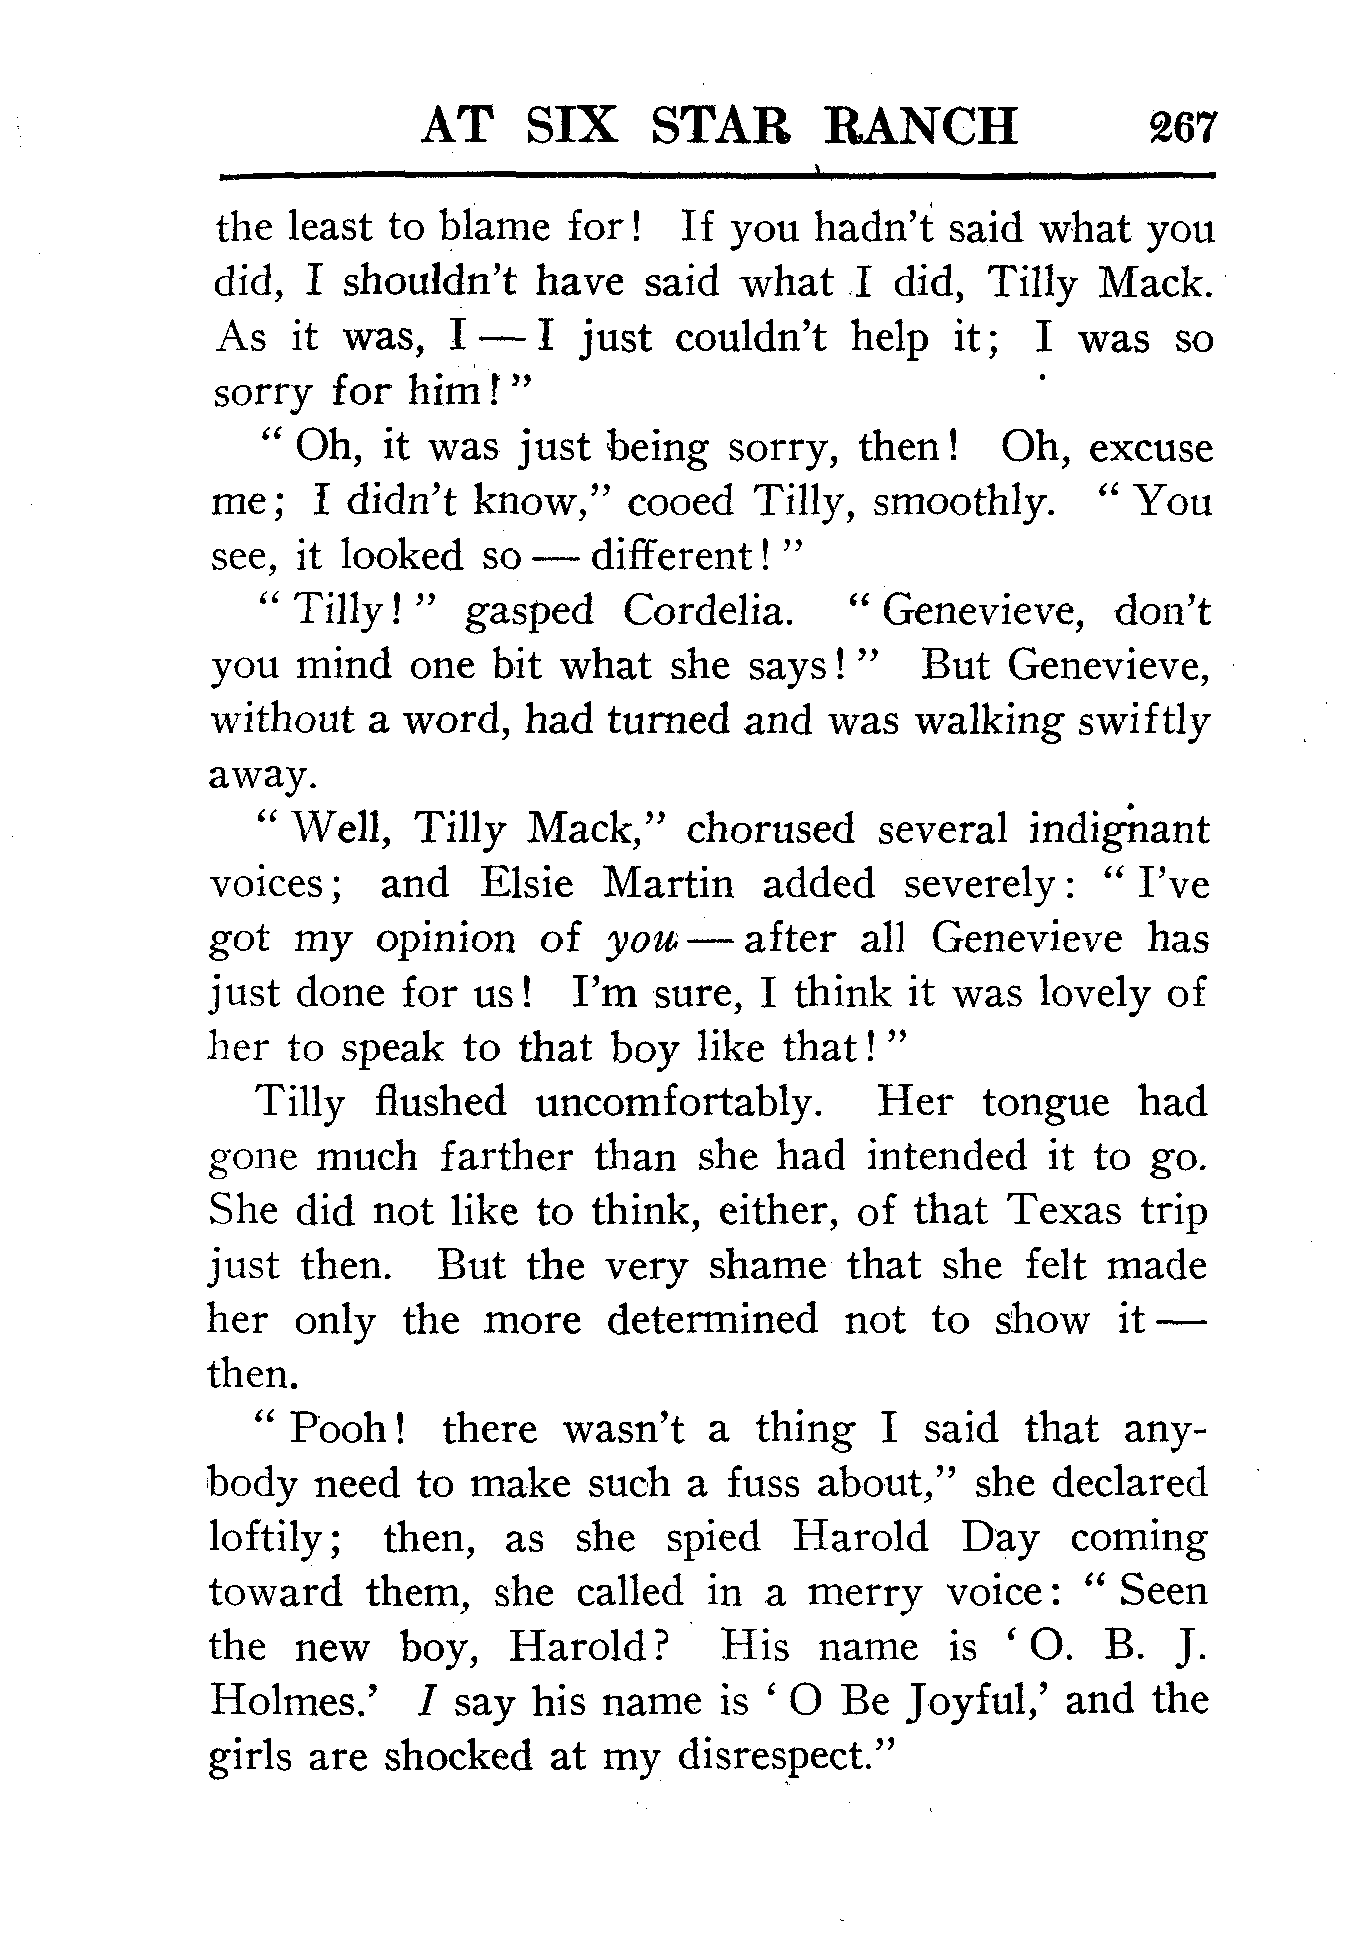 AT SIX STAR RANCH 267
the least to blame for! If you hadn't said what you
did, I shouldn't have said what I did, Tilly Mack.
As it was, I — I just couldn't help it; I was so
sorry for him!"
"Oh, it was just being sorry, then! Oh, excuse
me; I didn't know," cooed Tilly, smoothly. "You
see, it looked so — different!"
"Tilly!" gasped Cordelia. "Genevieve, don't
you mind one bit what she says!" But Genevieve,
without a word, had turned and was walking swiftly
away.
"Well, Tilly Mack," chorused several indignant
voices; and Elsie Martin added severely: "I've
got my opinion of you — after all Genevieve has
just done for us! I'm sure, I think it was lovely of
her to speak to that boy like that!"
Tilly flushed uncomfortably. Her tongue had
gone much farther than she had intended it to go.
She did not like to think, either, of that Texas trip
just then. But the very shame that she felt made
her only the more determined not to show it —
then.
"Pooh! there wasn't a thing I said that any-
body need to make such a fuss about," she declared
loftily; then, as she spied Harold Day coming
toward them, she called in a merry voice: "Seen
the new boy, Harold? His name is 'O. B. J.
Holmes.' I say his name is 'O Be Joyful,' and the
girls are shocked at my disrespect."